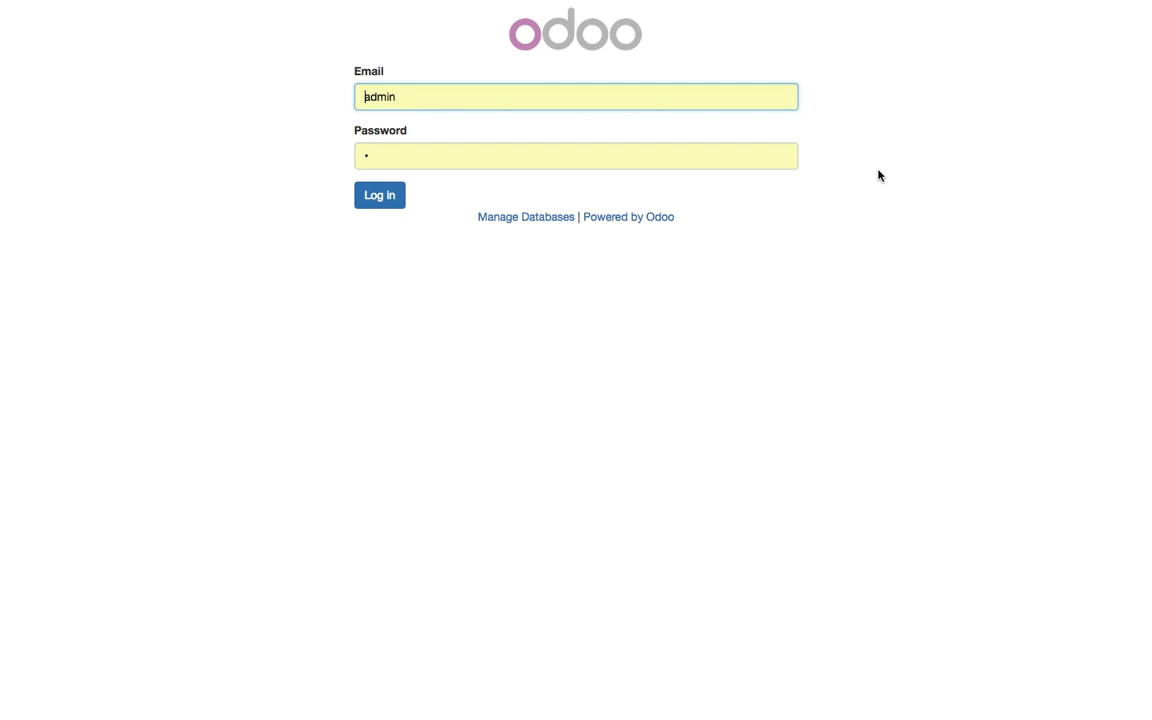 odoo
Email
admin
Password
Log in
Manage Databases | Powered by Odoo